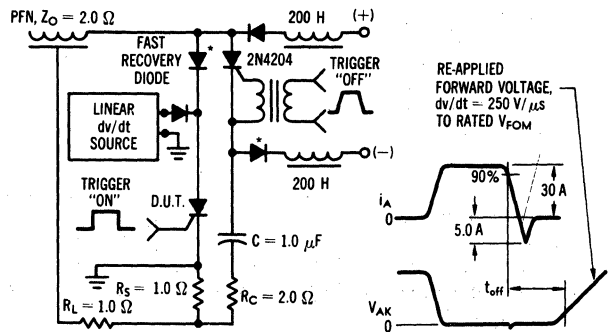 PFN, Z₀ = 2.0 Ω
200 H
(+)
FAST
RECOVERY
DIODE
*
2N4204
TRIGGER
"OFF"
LINEAR
dv/dt
SOURCE
*
(−)
200 H
TRIGGER
"ON"
D.U.T.
C = 1.0 μF
R_S = 1.0 Ω
R_C = 2.0 Ω
R_L = 1.0 Ω
RE-APPLIED
FORWARD VOLTAGE,
dv/dt = 250 V/μs
TO RATED V_FOM
90%
i_A
0
30 A
5.0 A
t_off
V_AK
0